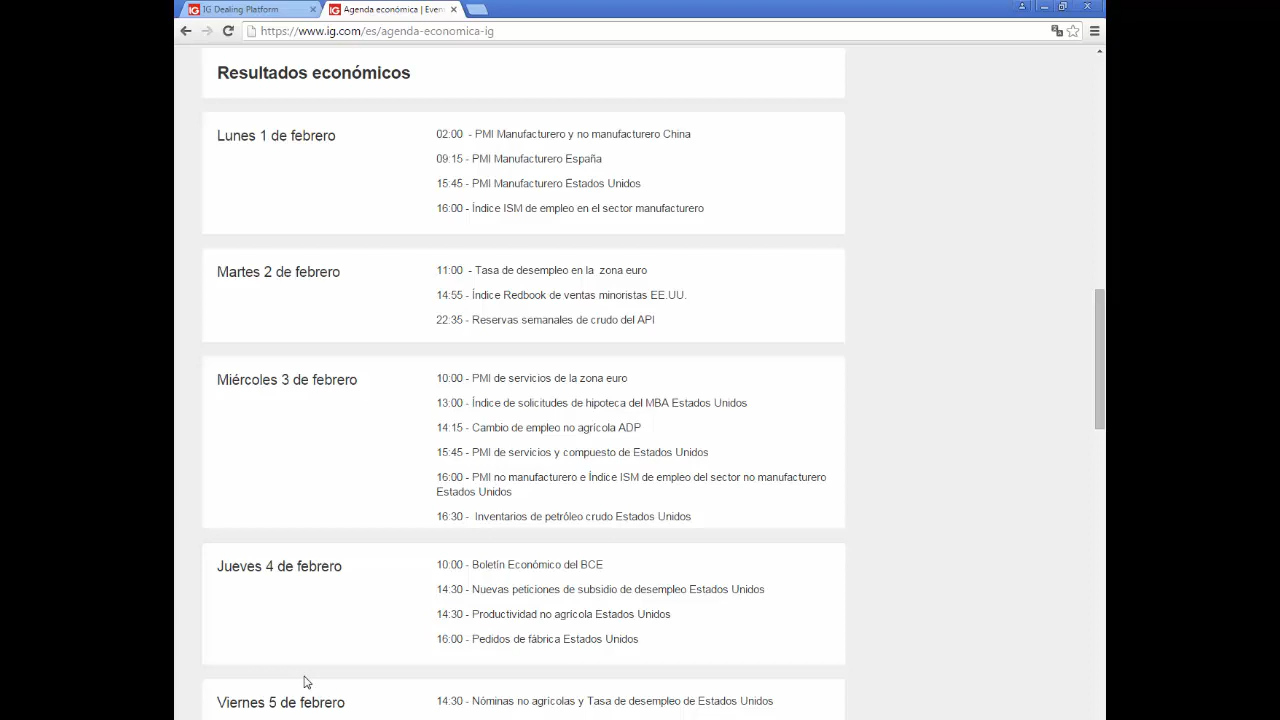 IG Dealing Platform
Agenda económica | Even
https://www.ig.com/es/agenda-economica-ig
Resultados económicos
Lunes 1 de febrero
02:00 - PMI Manufacturero y no manufacturero China
09:15 - PMI Manufacturero España
15:45 - PMI Manufacturero Estados Unidos
16:00 - Índice ISM de empleo en el sector manufacturero
Martes 2 de febrero
11:00 - Tasa de desempleo en la zona euro
14:55 - Índice Redbook de ventas minoristas EE.UU.
22:35 - Reservas semanales de crudo del API
Miércoles 3 de febrero
10:00 - PMI de servicios de la zona euro
13:00 - Índice de solicitudes de hipoteca del MBA Estados Unidos
14:15 - Cambio de empleo no agrícola ADP
15:45 - PMI de servicios y compuesto de Estados Unidos
16:00 - PMI no manufacturero e Índice ISM de empleo del sector no manufacturero
Estados Unidos
16:30 - Inventarios de petróleo crudo Estados Unidos
Jueves 4 de febrero
10:00 - Boletín Económico del BCE
14:30 - Nuevas peticiones de subsidio de desempleo Estados Unidos
14:30 - Productividad no agrícola Estados Unidos
16:00 - Pedidos de fábrica Estados Unidos
Viernes 5 de febrero
14:30 - Nóminas no agrícolas y Tasa de desempleo de Estados Unidos